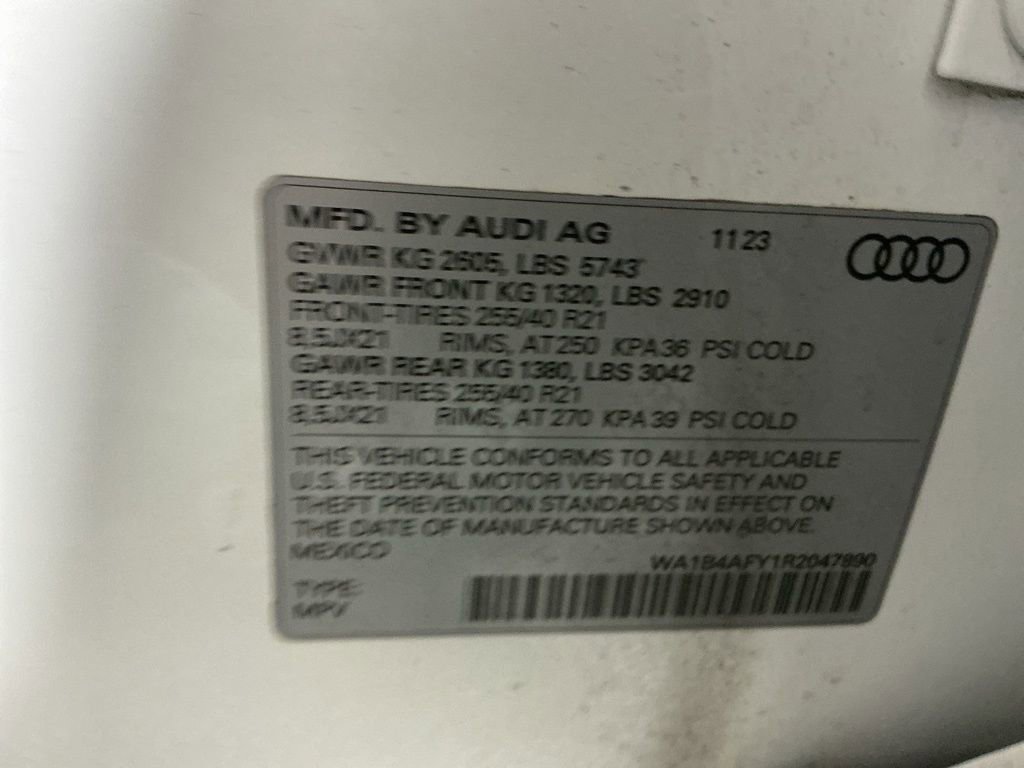 MFD. BY AUDI AG 1123
GVWR KG 2605, LBS 5743
GAWR FRONT KG 1320, LBS 2910
FRONT-TIRES 255/40 R21
8,5JX21 RIMS, AT 250 KPA 36 PSI COLD
GAWR REAR KG 1380, LBS 3042
REAR-TIRES 255/40 R21
8,5JX21 RIMS, AT 270 KPA 39 PSI COLD
THIS VEHICLE CONFORMS TO ALL APPLICABLE
U.S. FEDERAL MOTOR VEHICLE SAFETY AND
THEFT PREVENTION STANDARDS IN EFFECT ON
THE DATE OF MANUFACTURE SHOWN ABOVE.
MEXICO
WA1B4AFY1R2047890
TYPE:
MPV